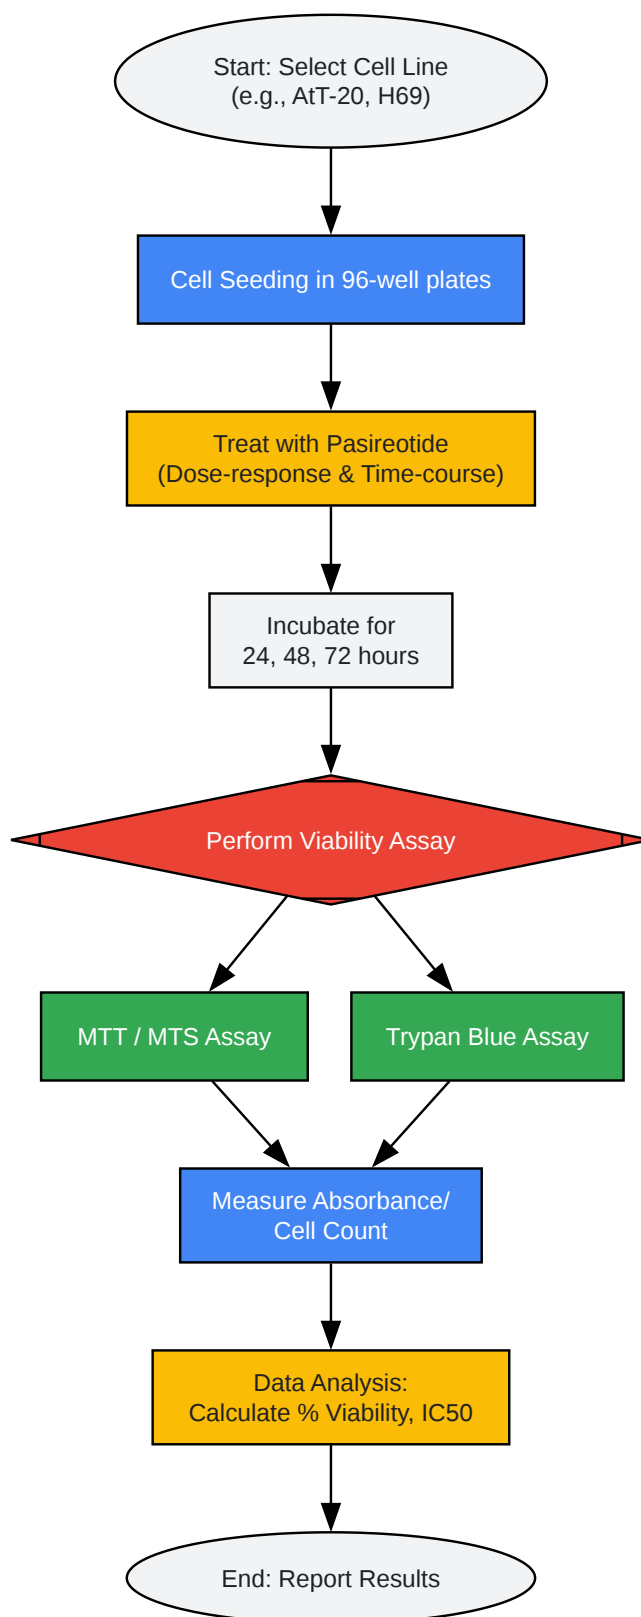 Start: Select Cell Line
(e.g., AtT-20, H69)
Cell Seeding in 96-well plates
Treat with Pasireotide
(Dose-response & Time-course)
Incubate for
24, 48, 72 hours
Perform Viability Assay
MTT / MTS Assay
Trypan Blue Assay
Measure Absorbance/
Cell Count
Data Analysis:
Calculate % Viability, IC50
End: Report Results